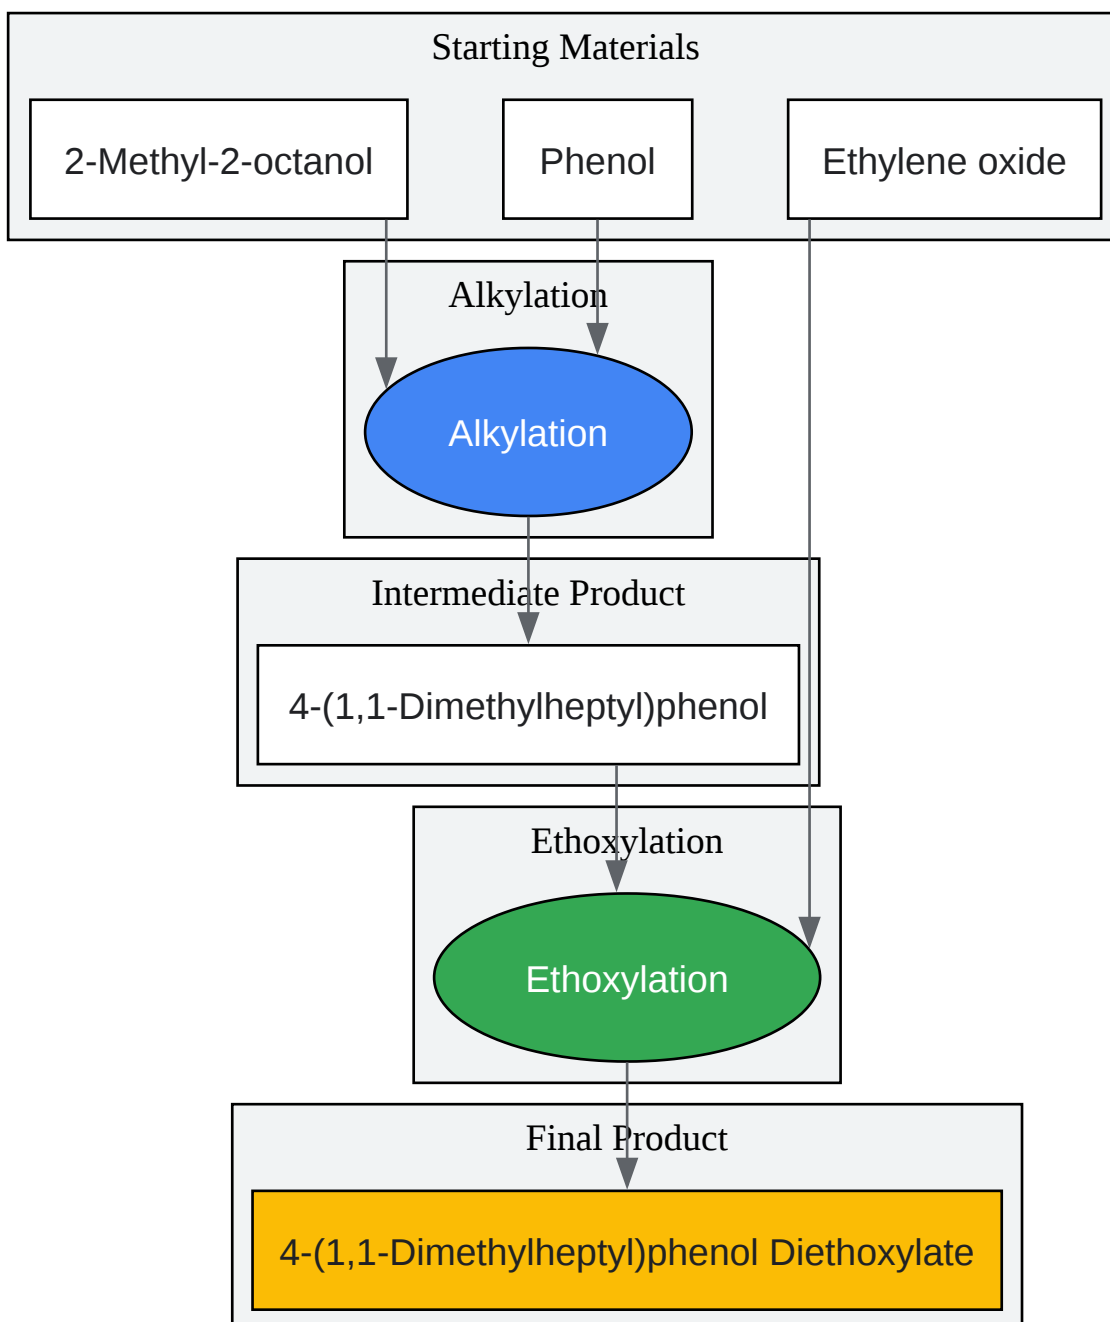 Starting Materials
2-Methyl-2-octanol
Phenol
Ethylene oxide
Alkylation
Alkylation
Intermediate Product
4-(1,1-Dimethylheptyl)phenol
Ethoxylation
Ethoxylation
Final Product
4-(1,1-Dimethylheptyl)phenol Diethoxylate